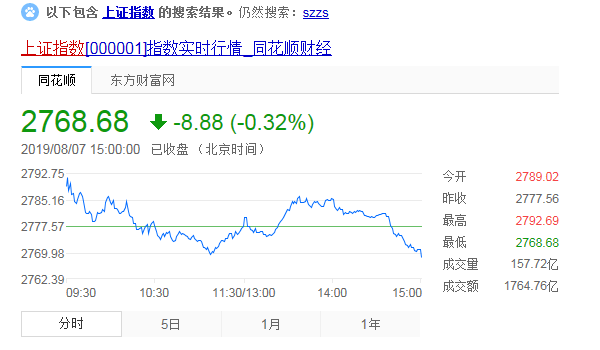 以下包含 上证指数 的搜索结果。仍然搜索：szzs
上证指数[000001]指数实时行情_同花顺财经
同花顺 东方财富网
2768.68 -8.88 (-0.32%)
2019/08/07 15:00:00 已收盘（北京时间）
2792.75
2785.16
2777.57
2769.98
2762.39
09:30 10:30 11:30/13:00 14:00 15:00
今开 2789.02
昨收 2777.56
最高 2792.69
最低 2768.68
成交量 157.72亿
成交额 1764.76亿
分时 5日 1月 1年